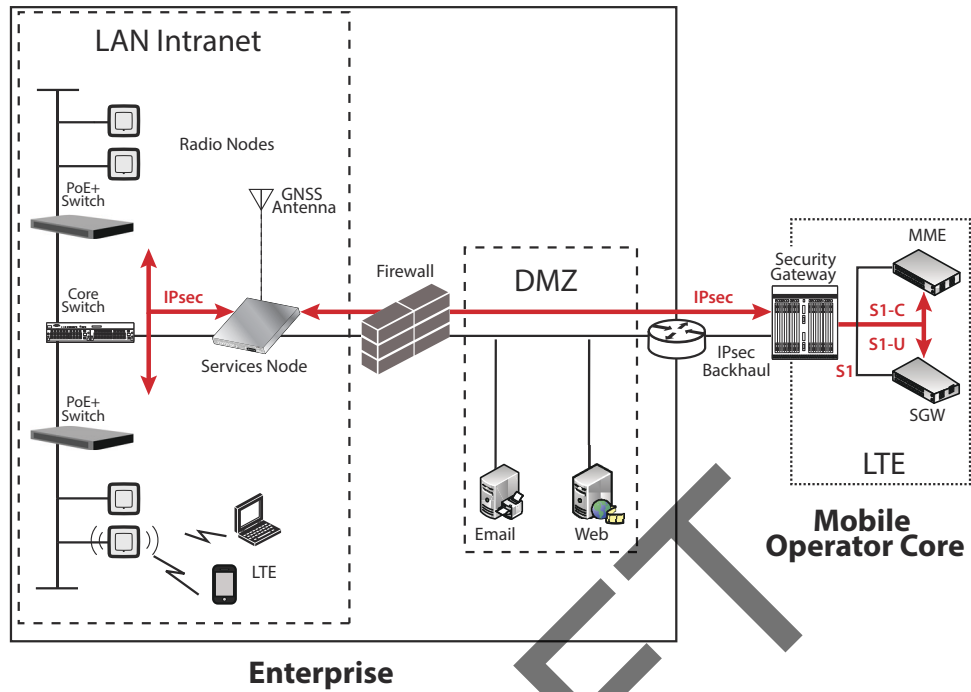 LAN Intranet
Radio Nodes
PoE+
Switch
GNSS
Antenna
Core
Switch
IPsec
Services Node
Firewall
DMZ
IPsec
IPsec
Backhaul
Security
Gateway
MME
S1-C
S1-U
S1
SGW
LTE
PoE+
Switch
Email
Web
LTE
Mobile
Operator Core
Enterprise